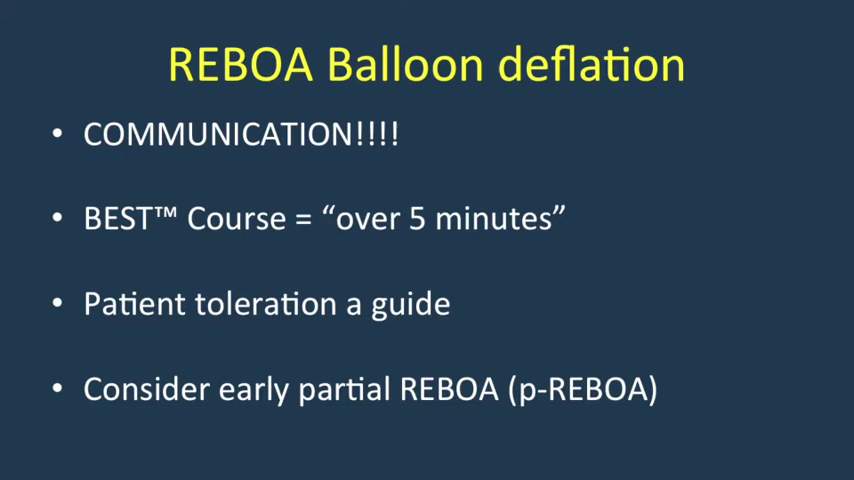 REBOA Balloon deflation
• COMMUNICATION!!!!
• BEST™ Course = “over 5 minutes”
• Patient toleration a guide
• Consider early partial REBOA (p-REBOA)